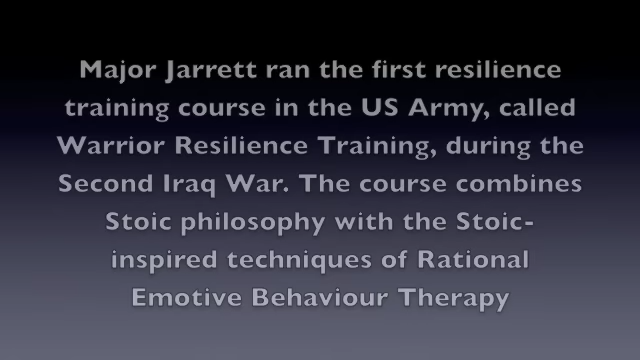 Major Jarrett ran the first resilience
training course in the US Army, called
Warrior Resilience Training, during the
Second Iraq War. The course combines
Stoic philosophy with the Stoic-
inspired techniques of Rational
Emotive Behaviour Therapy